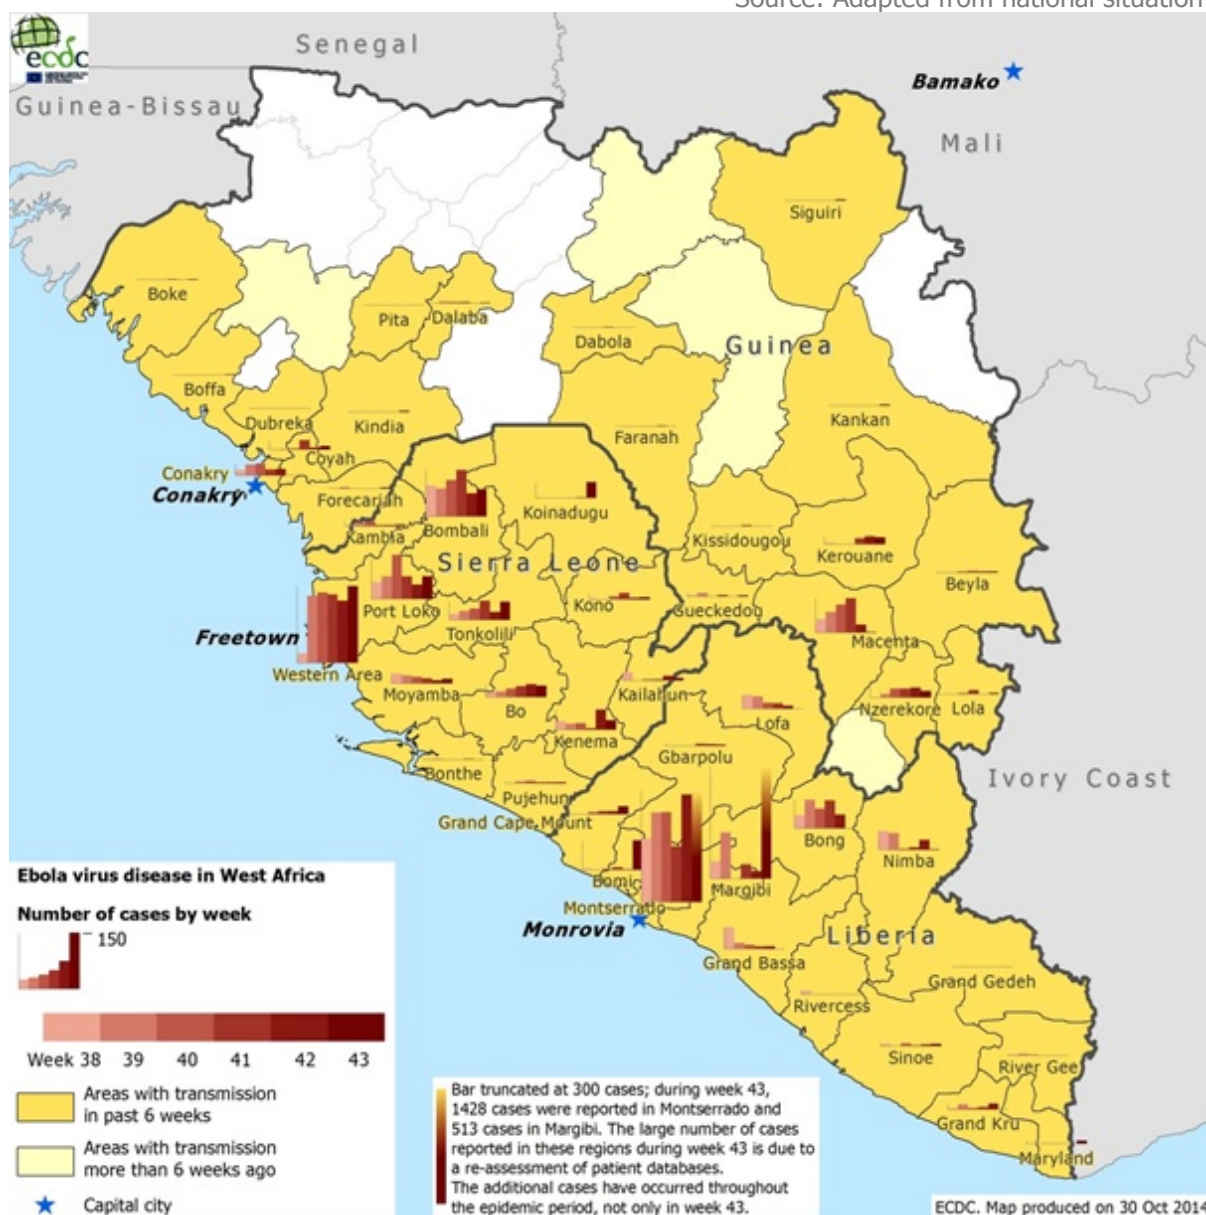 Source: Adapted from national situation
ecdc
Senegal
Bamako
Guinea-Bissau
Mali
Siguiri
Boke
Pita
Dalaba
Dabola
Guinea
Boffa
Dubreka
Kindia
Faranah
Kankan
Coyah
Conakry
Conakry
Forecariah
Kambia
Bombali
Koinadugu
Kissidougou
Kerouane
Sierra Leone
Beyla
Port Loko
Kono
Gueckedou
Tonkolili
Freetown
Macenta
Western Area
Moyamba
Bo
Kailahun
Nzerekore
Lola
Lofa
Kenema
Gbarpolu
Bonthe
Ivory Coast
Pujehun
Grand Cape Mount
Bong
Nimba
Bomi
Margibi
Montserrado
Monrovia
Liberia
Grand Bassa
Grand Gedeh
Rivercess
Sinoe
River Gee
Grand Kru
Maryland
Ebola virus disease in West Africa
Number of cases by week
150
Week 38 39 40 41 42 43
Areas with transmission
in past 6 weeks
Areas with transmission
more than 6 weeks ago
Capital city
Bar truncated at 300 cases; during week 43,
1428 cases were reported in Montserrado and
513 cases in Margibi. The large number of cases
reported in these regions during week 43 is due to
a re-assessment of patient databases.
The additional cases have occurred throughout
the epidemic period, not only in week 43.
ECDC. Map produced on 30 Oct 2014